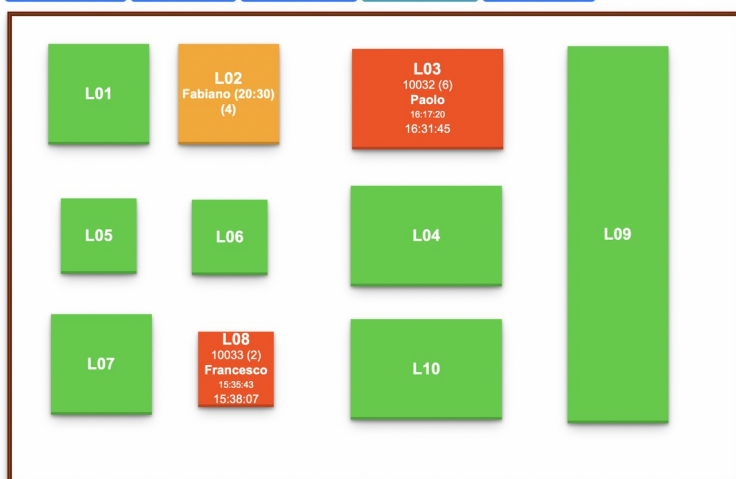 L01
L02
Fabiano (20:30)
(4)
L03
10032 (6)
Paolo
16:17:20
16:31:45
L05
L06
L04
L09
L07
L08
10033 (2)
Francesco
15:35:43
15:38:07
L10